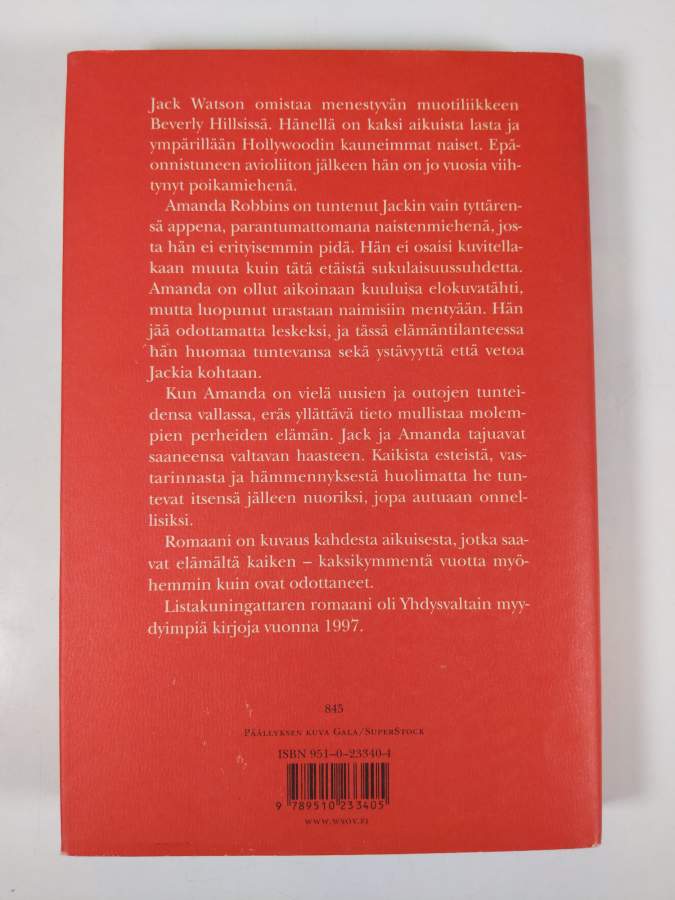 Jack Watson omistaa menestyvän muotiliikkeen
Beverly Hillsissä. Hänellä on kaksi aikuista lasta ja
ympärillään Hollywoodin kauneimmat naiset. Epä-
onnistuneen avioliiton jälkeen hän on jo vuosia viih-
tynyt poikamiehenä.
Amanda Robbins on tuntenut Jackin vain tyttären-
sä appena, parantumattomana naistenmiehenä, jos-
ta hän ei erityisemmin pidä. Hän ei osaisi kuvitella-
kaan muuta kuin tätä etäistä sukulaisuussuhdetta.
Amanda on ollut aikoinaan kuuluisa elokuvatähti,
mutta luopunut urastaan naimisiin mentyään. Hän
jää odottamatta leskeksi, ja tässä elämäntilanteessa
hän huomaa tuntevansa sekä ystävyyttä että vetoa
Jackia kohtaan.
Kun Amanda on vielä uusien ja outojen tuntei-
densa vallassa, eräs yllättävä tieto mullistaa molem-
pien perheiden elämän. Jack ja Amanda tajuavat
saaneensa valtavan haasteen. Kaikista esteistä, vas-
tarinnasta ja hämmennyksestä huolimatta he tun-
tevat itsensä jälleen nuoriksi, jopa autuaan onnel-
lisiksi.
Romaani on kuvaus kahdesta aikuisesta, jotka saa-
vat elämältä kaiken – kaksikymmentä vuotta myö-
hemmin kuin ovat odottaneet.
Listakuningattaren romaani oli Yhdysvaltain myy-
dyimpiä kirjoja vuonna 1997.
845
Päällyksen kuva Gala/SuperStock
ISBN 951–0–23340–4
9 789510 233405
www.wsoy.fi